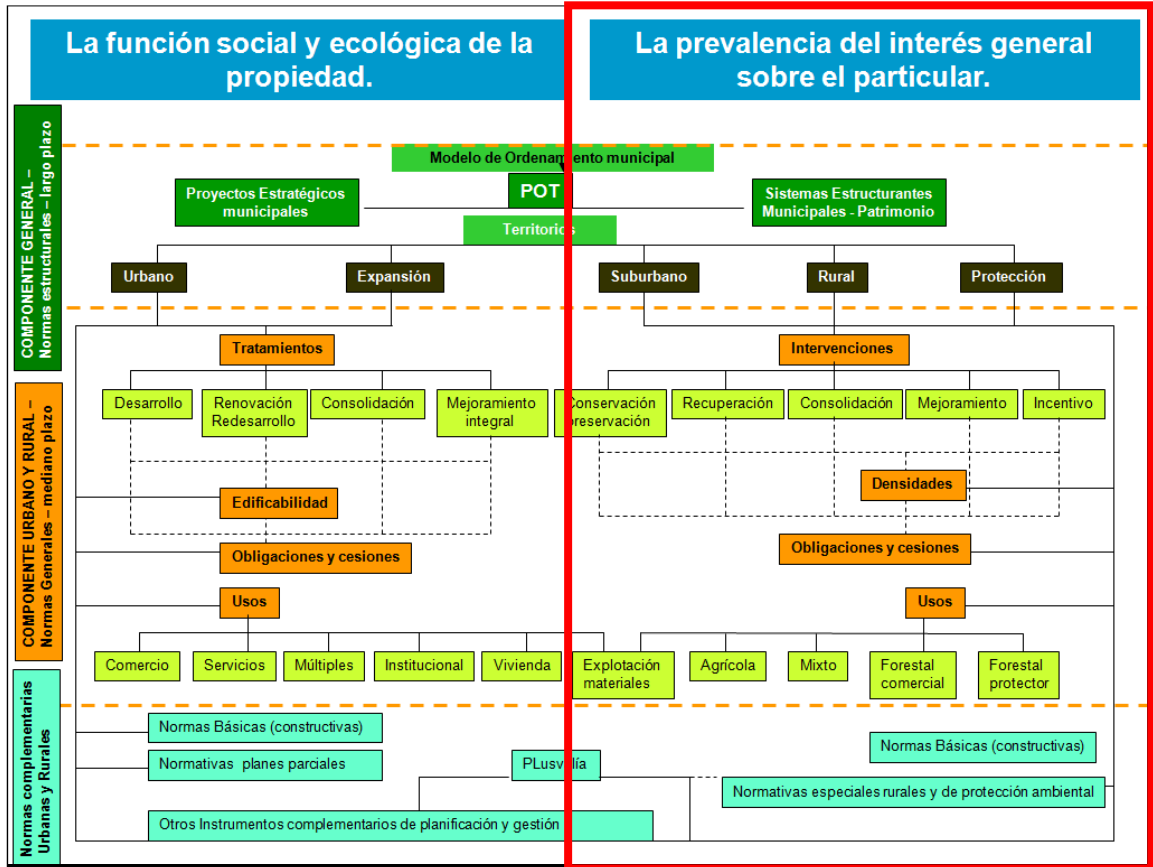 La función social y ecológica de la
propiedad.
La prevalencia del interés general
sobre el particular.
COMPONENTE GENERAL –
Normas estructurales – largo plazo
Modelo de Ordenamiento municipal
Proyectos Estratégicos
municipales
POT
Sistemas Estructurantes
Municipales - Patrimonio
Territorios
Urbano
Expansión
Suburbano
Rural
Protección
COMPONENTE URBANO Y RURAL –
Normas Generales – mediano plazo
Tratamientos
Intervenciones
Desarrollo
Renovación
Redesarrollo
Consolidación
Mejoramiento
integral
Conservación
preservación
Recuperación
Consolidación
Mejoramiento
Incentivo
Edificabilidad
Densidades
Obligaciones y cesiones
Obligaciones y cesiones
Usos
Usos
Comercio
Servicios
Múltiples
Institucional
Vivienda
Explotación
materiales
Agrícola
Mixto
Forestal
comercial
Forestal
protector
Normas complementarias
Urbanas y Rurales
Normas Básicas (constructivas)
Normas Básicas (constructivas)
Normativas planes parciales
PLusvalía
Normativas especiales rurales y de protección ambiental
Otros Instrumentos complementarios de planificación y gestión